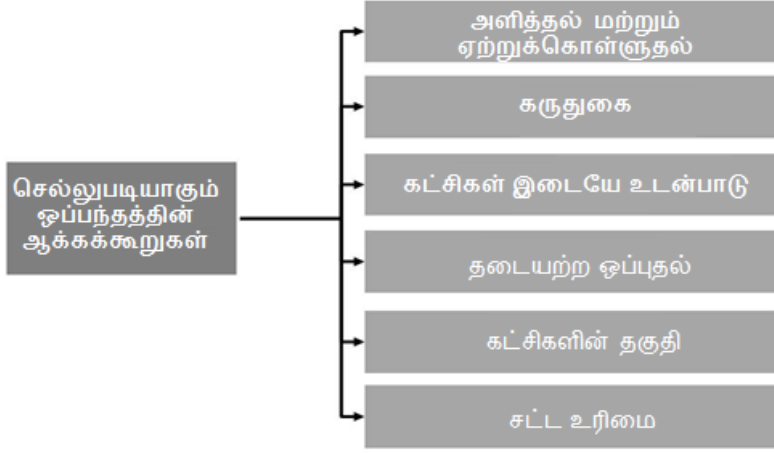 செல்லுபடியாகும்
ஒப்பந்தத்தின்
ஆக்கக்கூறுகள்
அளித்தல் மற்றும்
ஏற்றுக்கொள்ளுதல்
கருதுகை
கட்சிகள் இடையே உடன்பாடு
தடையற்ற ஒப்புதல்
கட்சிகளின் தகுதி
சட்ட உரிமை